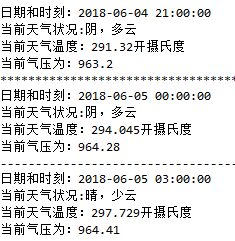 日期和时刻: 2018-06-04 21:00:00
当前天气状况:阴，多云
当前天气温度: 291.32开摄氏度
当前气压为: 963.2
*********************************
日期和时刻: 2018-06-05 00:00:00
当前天气状况:阴，多云
当前天气温度: 294.045开摄氏度
当前气压为: 964.28
---------------------------------
日期和时刻: 2018-06-05 03:00:00
当前天气状况:晴，少云
当前天气温度: 297.729开摄氏度
当前气压为: 964.41